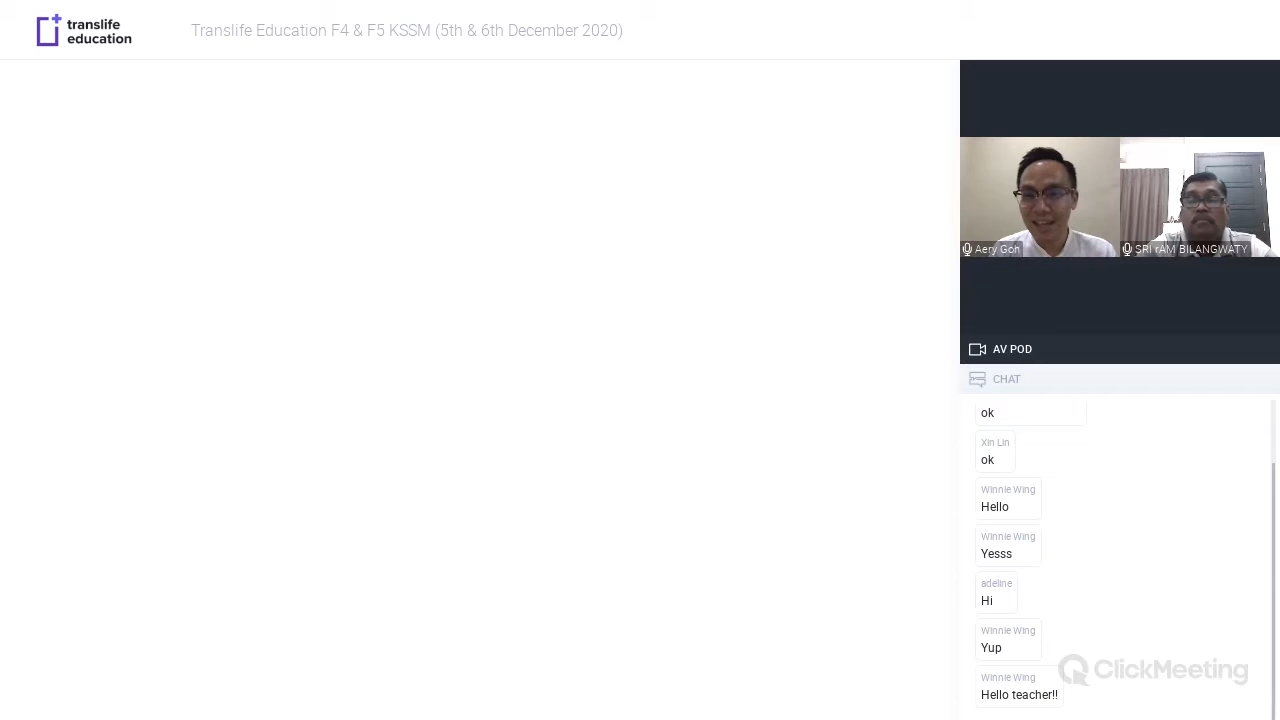 translife
education
Translife Education F4 & F5 KSSM (5th & 6th December 2020)
Aery Goh
SRI rAM BILANGWATY
AV POD
CHAT
ok
Xin Lin
ok
Winnie Wing
Hello
Winnie Wing
Yesss
adeline
Hi
Winnie Wing
Yup
Winnie Wing
Hello teacher!!
ClickMeeting